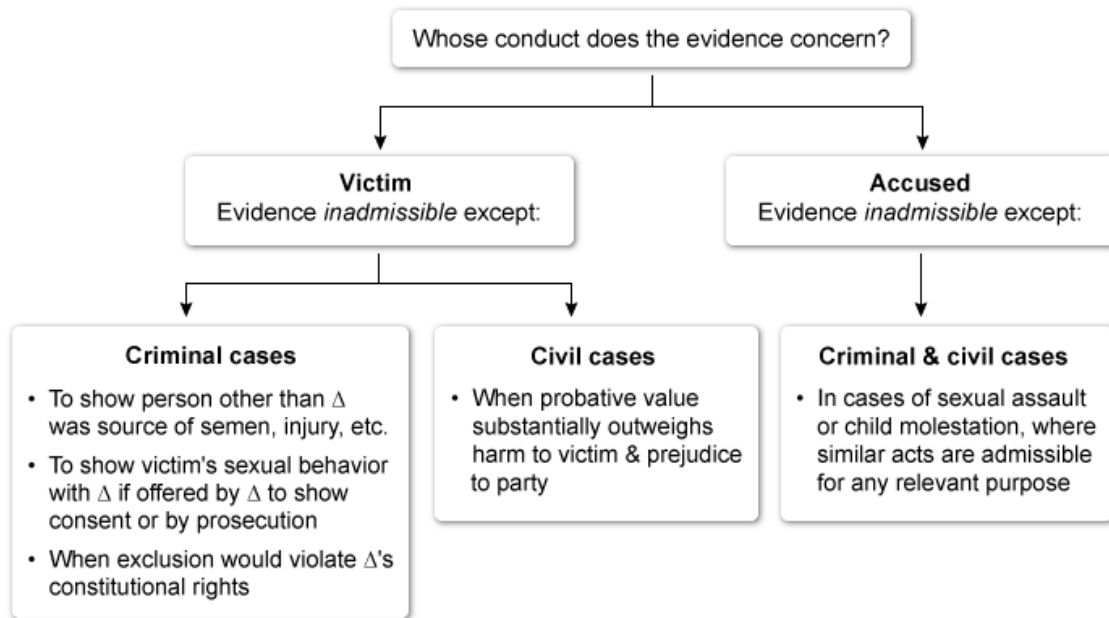 Whose conduct does the evidence concern?
Victim
Evidence inadmissible except:
Accused
Evidence inadmissible except:
Criminal cases
• To show person other than Δ
was source of semen, injury, etc.
• To show victim's sexual behavior
with Δ if offered by Δ to show
consent or by prosecution
• When exclusion would violate Δ's
constitutional rights
Civil cases
• When probative value
substantially outweighs
harm to victim & prejudice
to party
Criminal & civil cases
• In cases of sexual assault
or child molestation, where
similar acts are admissible
for any relevant purpose